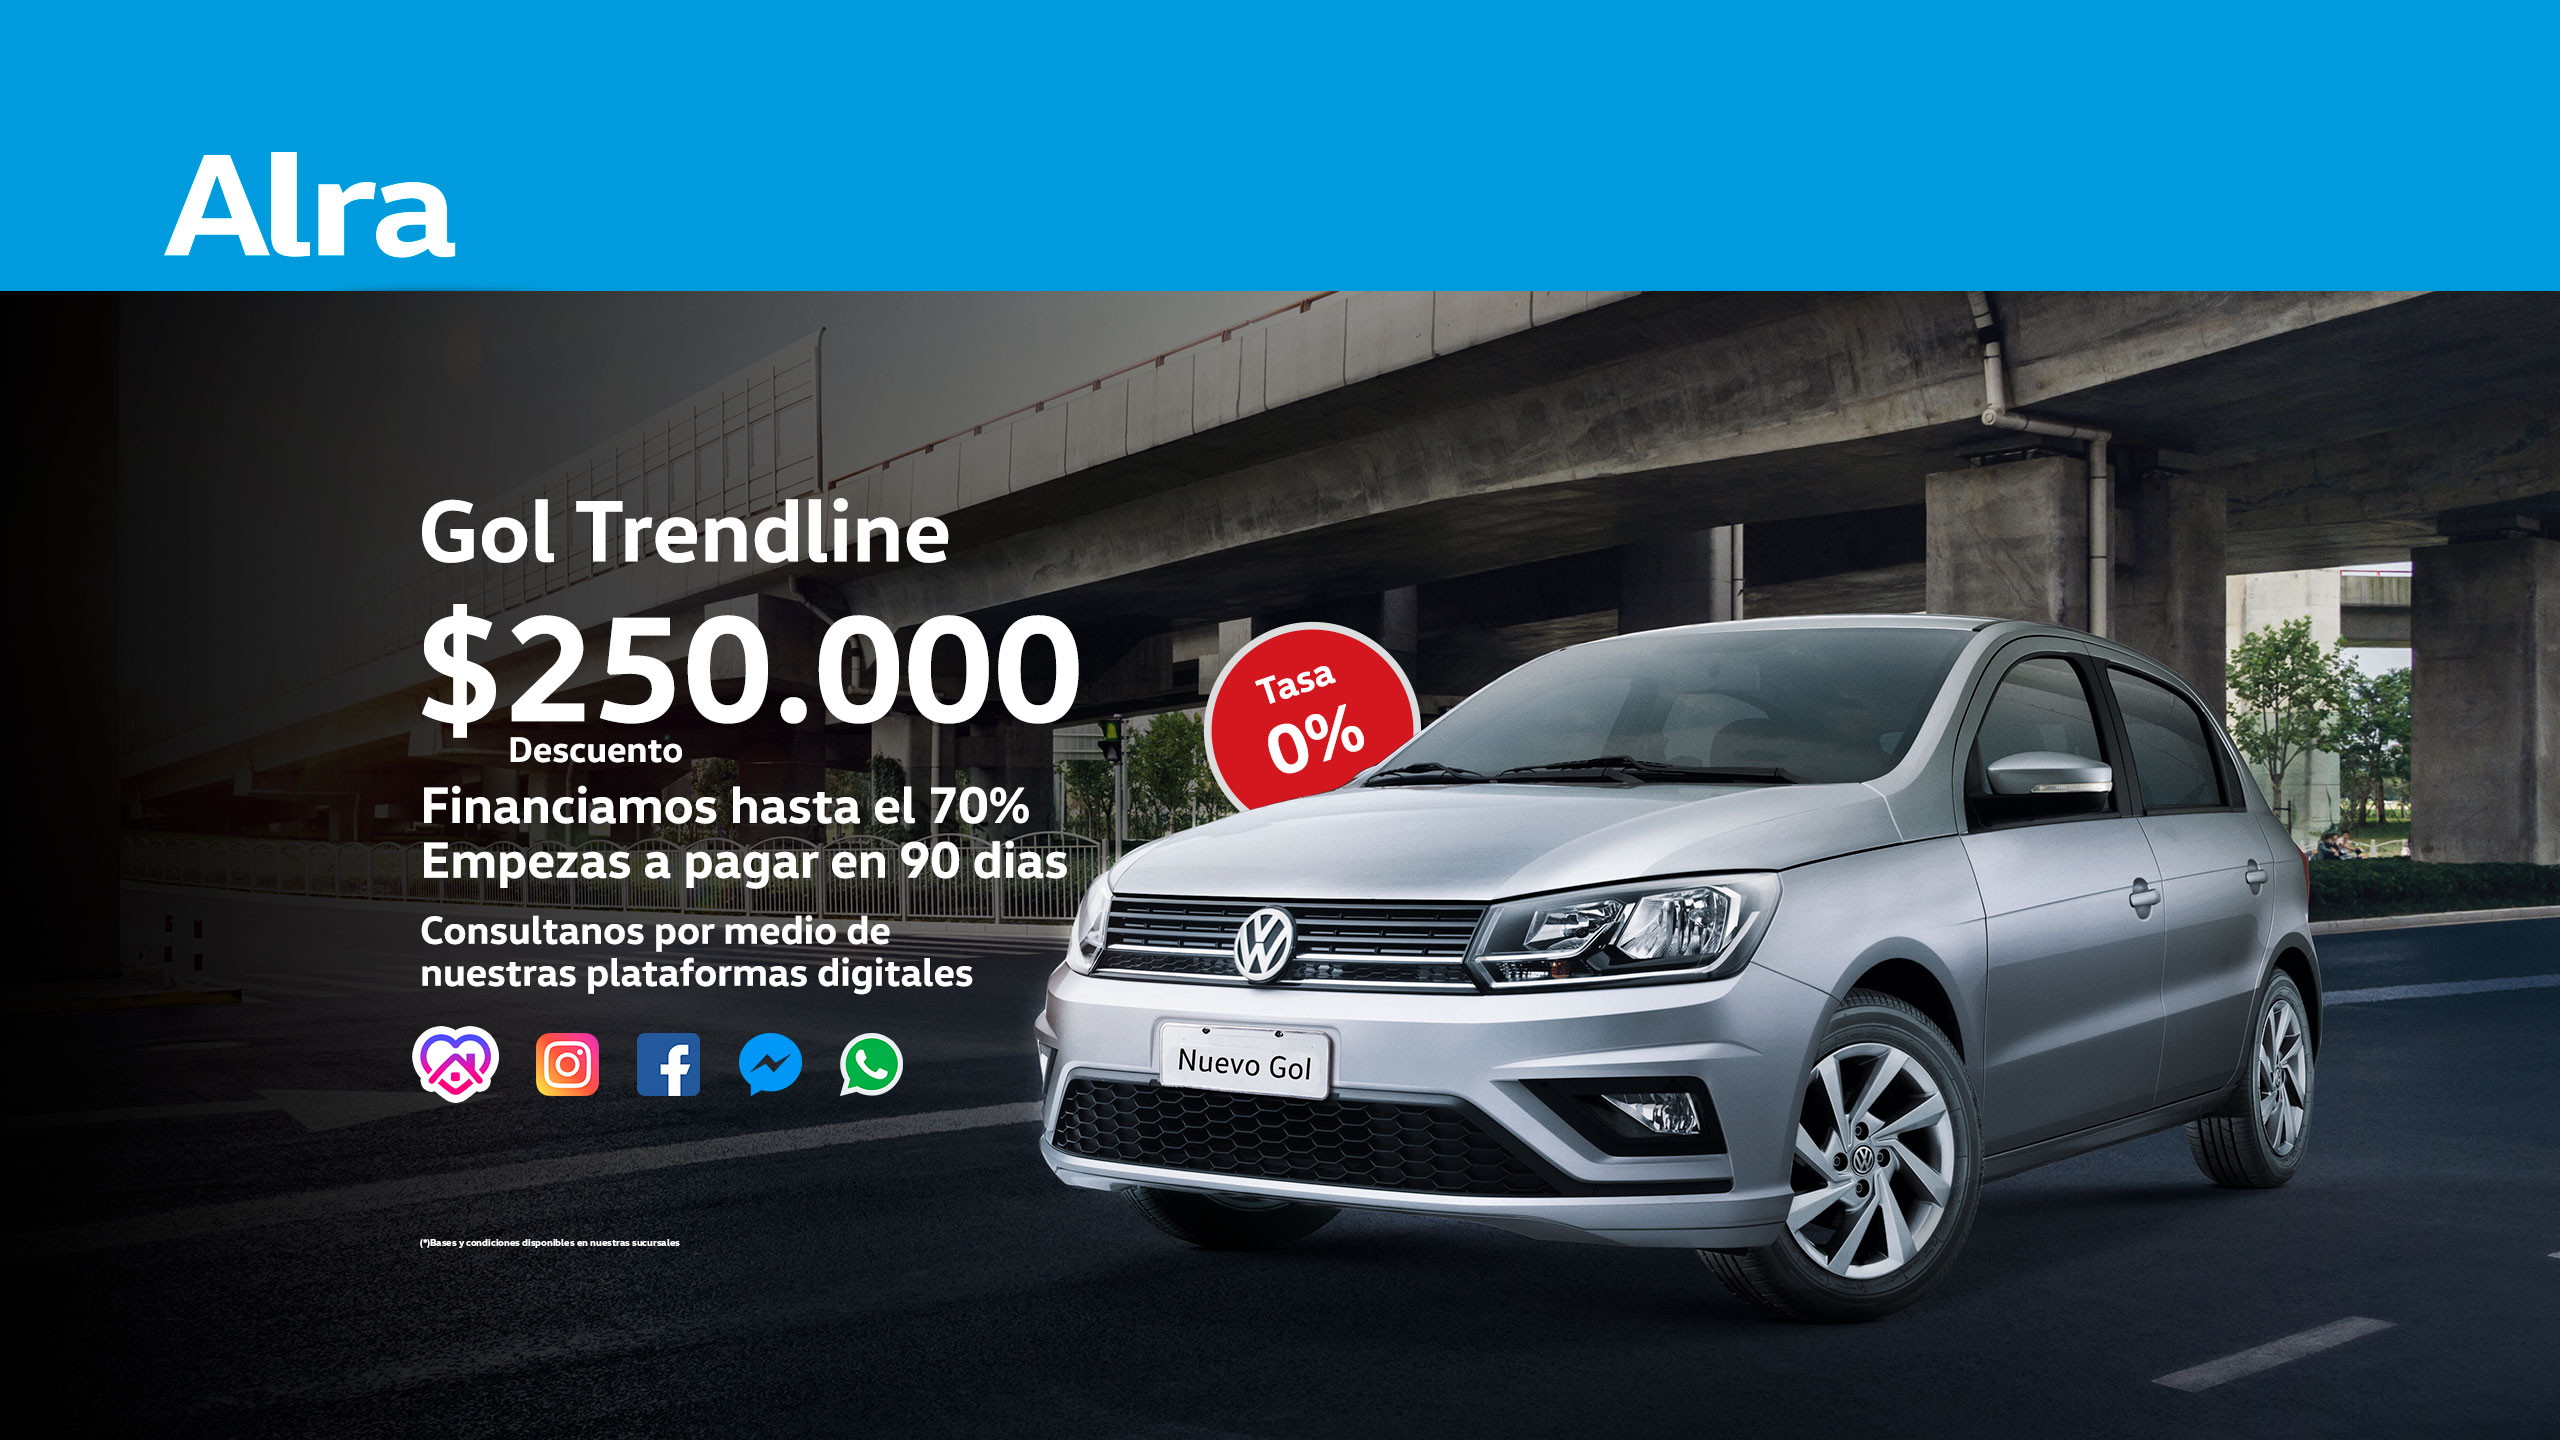 Alra
Gol Trendline
$250.000
Descuento
Financiamos hasta el 70%
Empezas a pagar en 90 dias
Consultanos por medio de
nuestras plataformas digitales
(*)Bases y condiciones disponibles en nuestras sucursales
Tasa
0%
Nuevo Gol